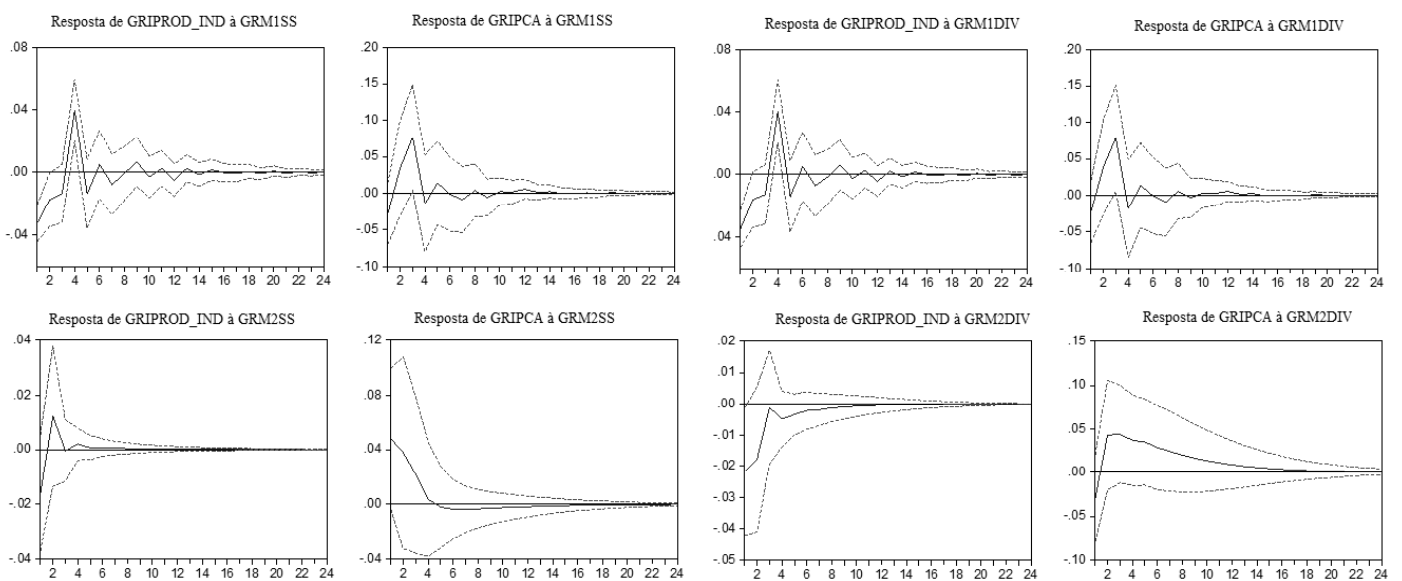 Resposta de GRIPROD_IND à GRM1SS
.08
.04
.00
-.04
2 4 6 8 10 12 14 16 18 20 22 24
Resposta de GRIPCA à GRM1SS
.20
.15
.10
.05
.00
-.05
-.10
2 4 6 8 10 12 14 16 18 20 22 24
Resposta de GRIPROD_IND à GRM1DIV
.08
.04
.00
.04
2 4 6 8 10 12 14 16 18 20 22 24
Resposta de GRIPCA à GRM1DIV
.20
.15
.10
.05
.00
-.05
-.10
2 4 6 8 10 12 14 16 18 20 22 24
Resposta de GRIPROD_IND à GRM2SS
.04
.02
.00
-.02
-.04
2 4 6 8 10 12 14 16 18 20 22 24
Resposta de GRIPCA à GRM2SS
.12
.08
.04
.00
-.04
2 4 6 8 10 12 14 16 18 20 22 24
Resposta de GRIPROD_IND à GRM2DIV
.02
.01
.00
-.01
-.02
-.03
-.04
-.05
2 4 6 8 10 12 14 16 18 20 22 24
Resposta de GRIPCA à GRM2DIV
.15
.10
.05
.00
-.05
-.10
2 4 6 8 10 12 14 16 18 20 22 24